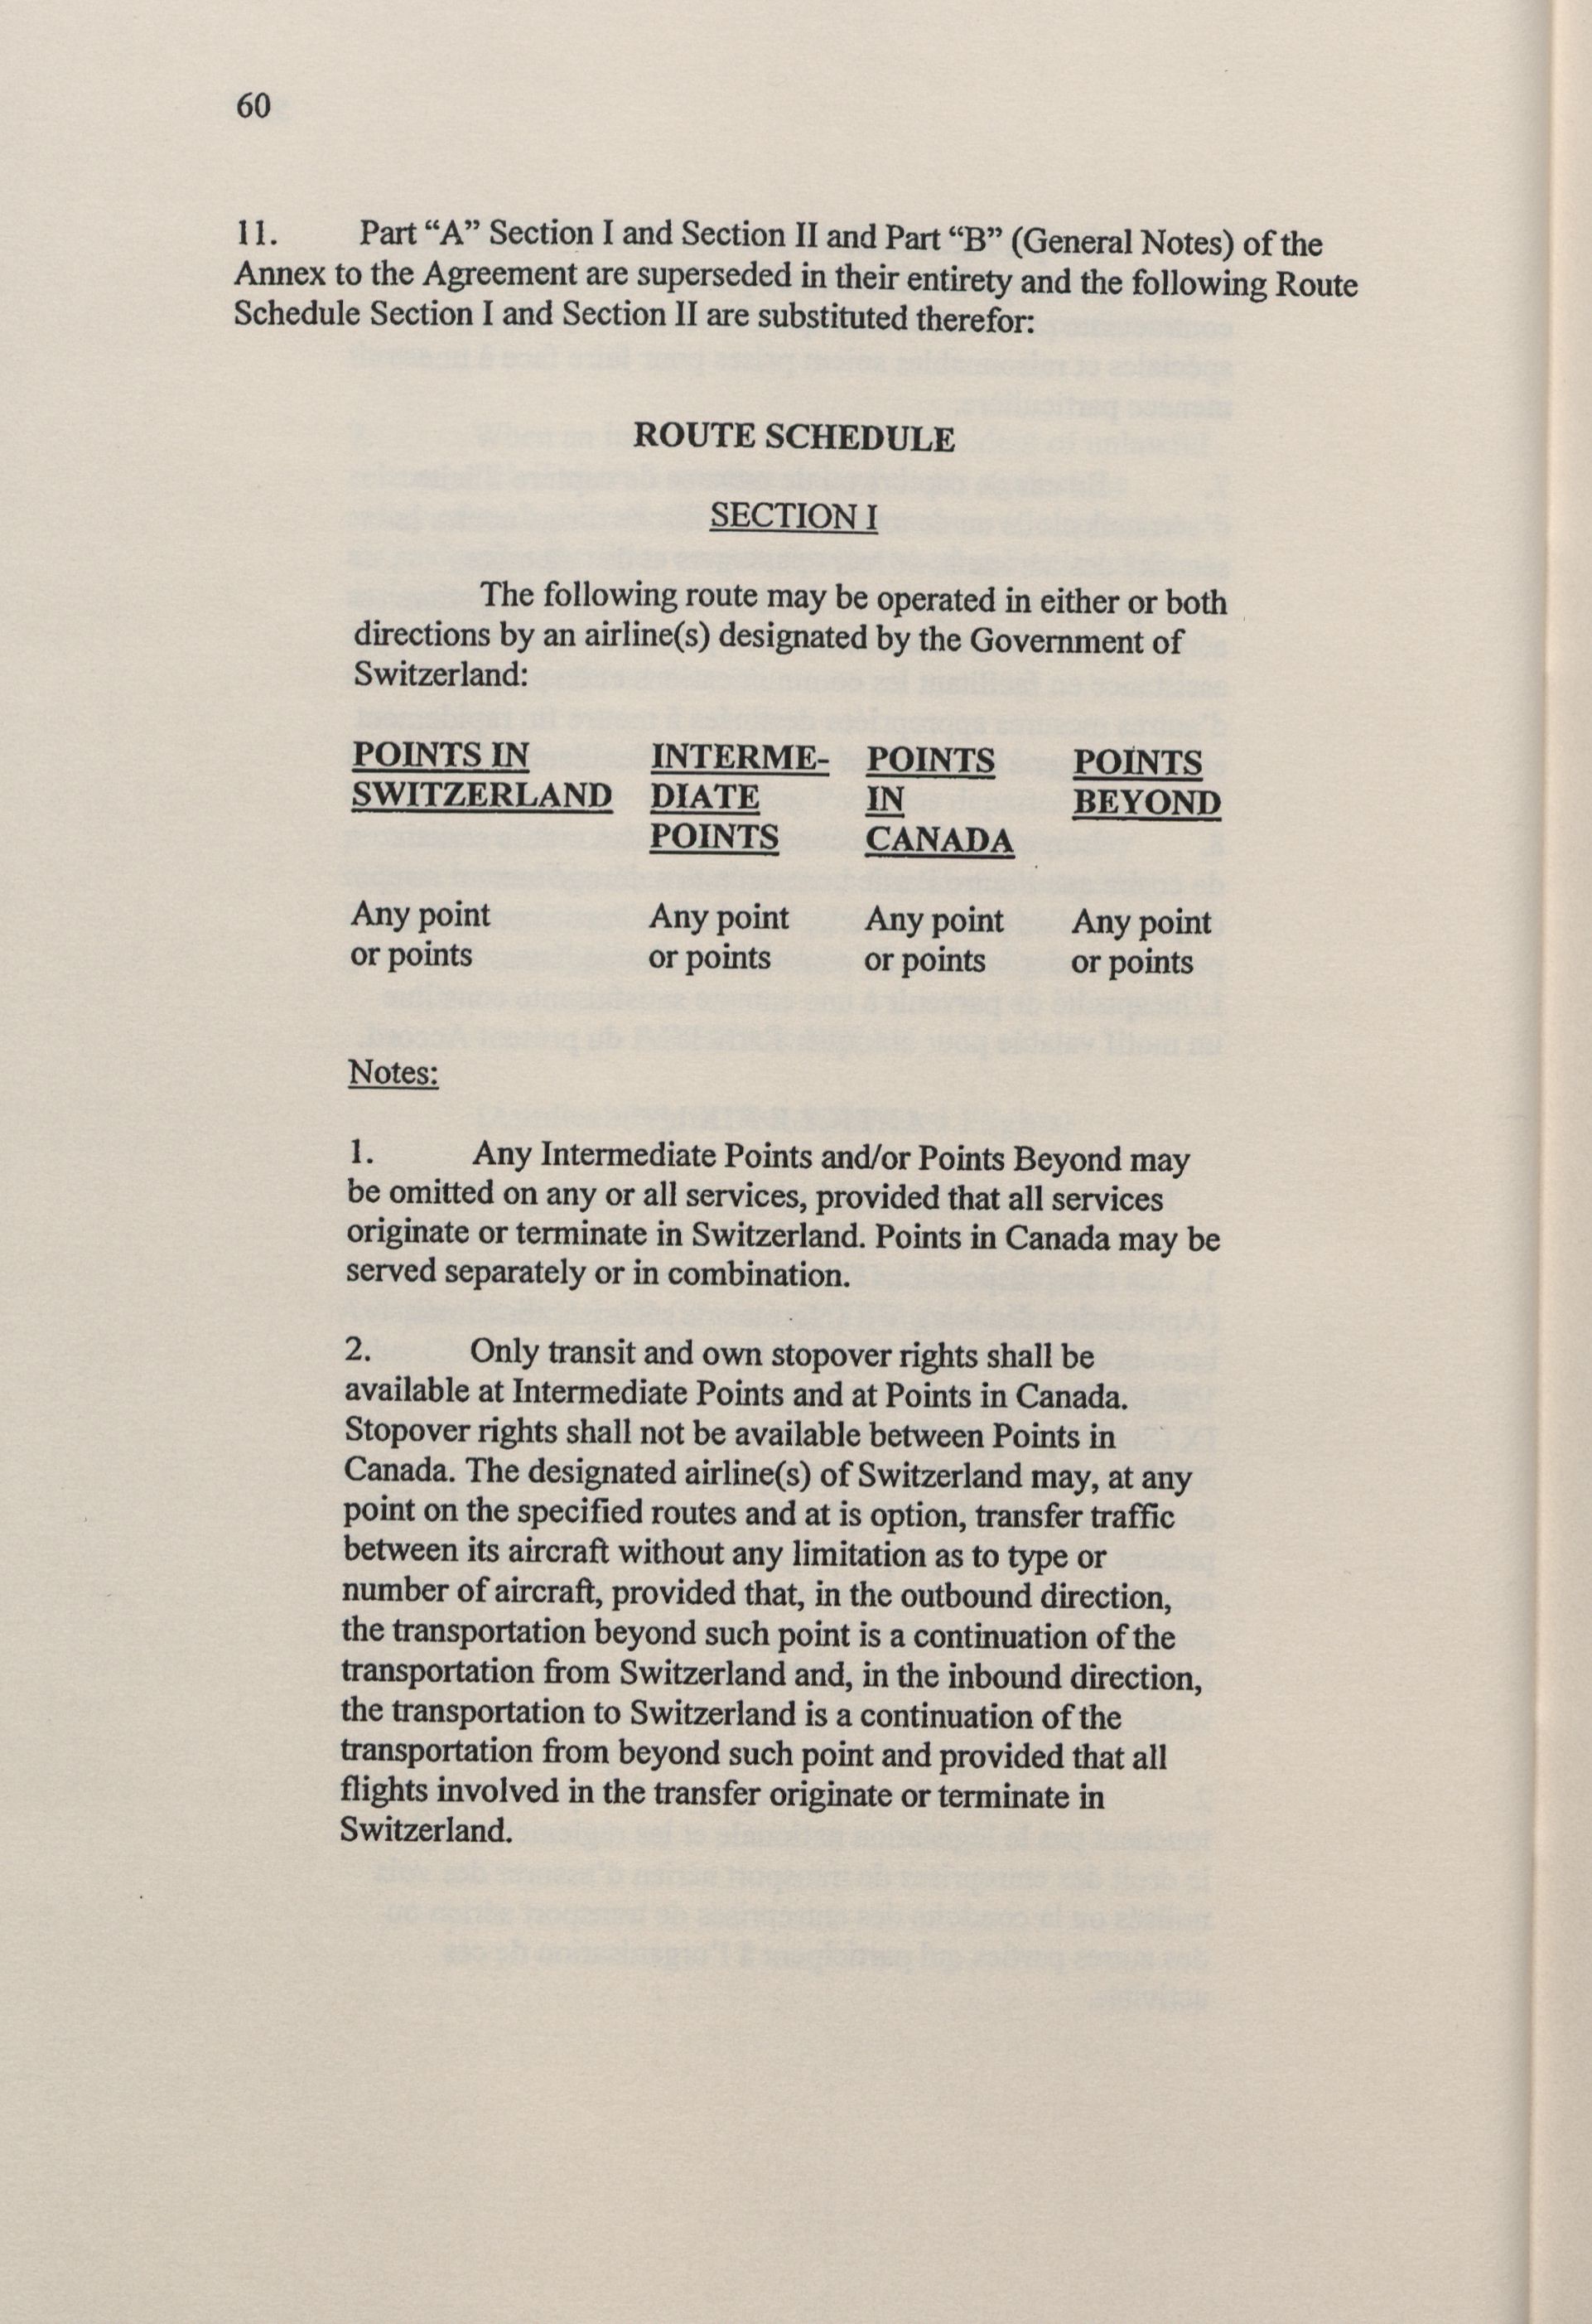 60
11. Part “A” Section I and Section II and Part “B” (General Notes) of the
Annex to the Agreement are superseded in their entirety and the following Route
Schedule Section I and Section II are substituted therefor:
ROUTE SCHEDULE
SECTION I
The following route may be operated in either or both
directions by an airline(s) designated by the Government of
Switzerland:
POINTS IN INTERME- POINTS POINTS
SWITZERLAND DIATE IN BEYOND
POINTS CANADA
Any point Any point Any point Any point
or points or points or points or points
Notes:
1. Any Intermediate Points and/or Points Beyond may
be omitted on any or all services, provided that all services
originate or terminate in Switzerland. Points in Canada may be
served separately or in combination.
2. Only transit and own stopover rights shall be
available at Intermediate Points and at Points in Canada.
Stopover rights shall not be available between Points in
Canada. The designated airline(s) of Switzerland may, at any
point on the specified routes and at is option, transfer traffic
between its aircraft without any limitation as to type or
number of aircraft, provided that, in the outbound direction,
the transportation beyond such point is a continuation of the
transportation from Switzerland and, in the inbound direction,
the transportation to Switzerland is a continuation of the
transportation from beyond such point and provided that all
flights involved in the transfer originate or terminate in
Switzerland.